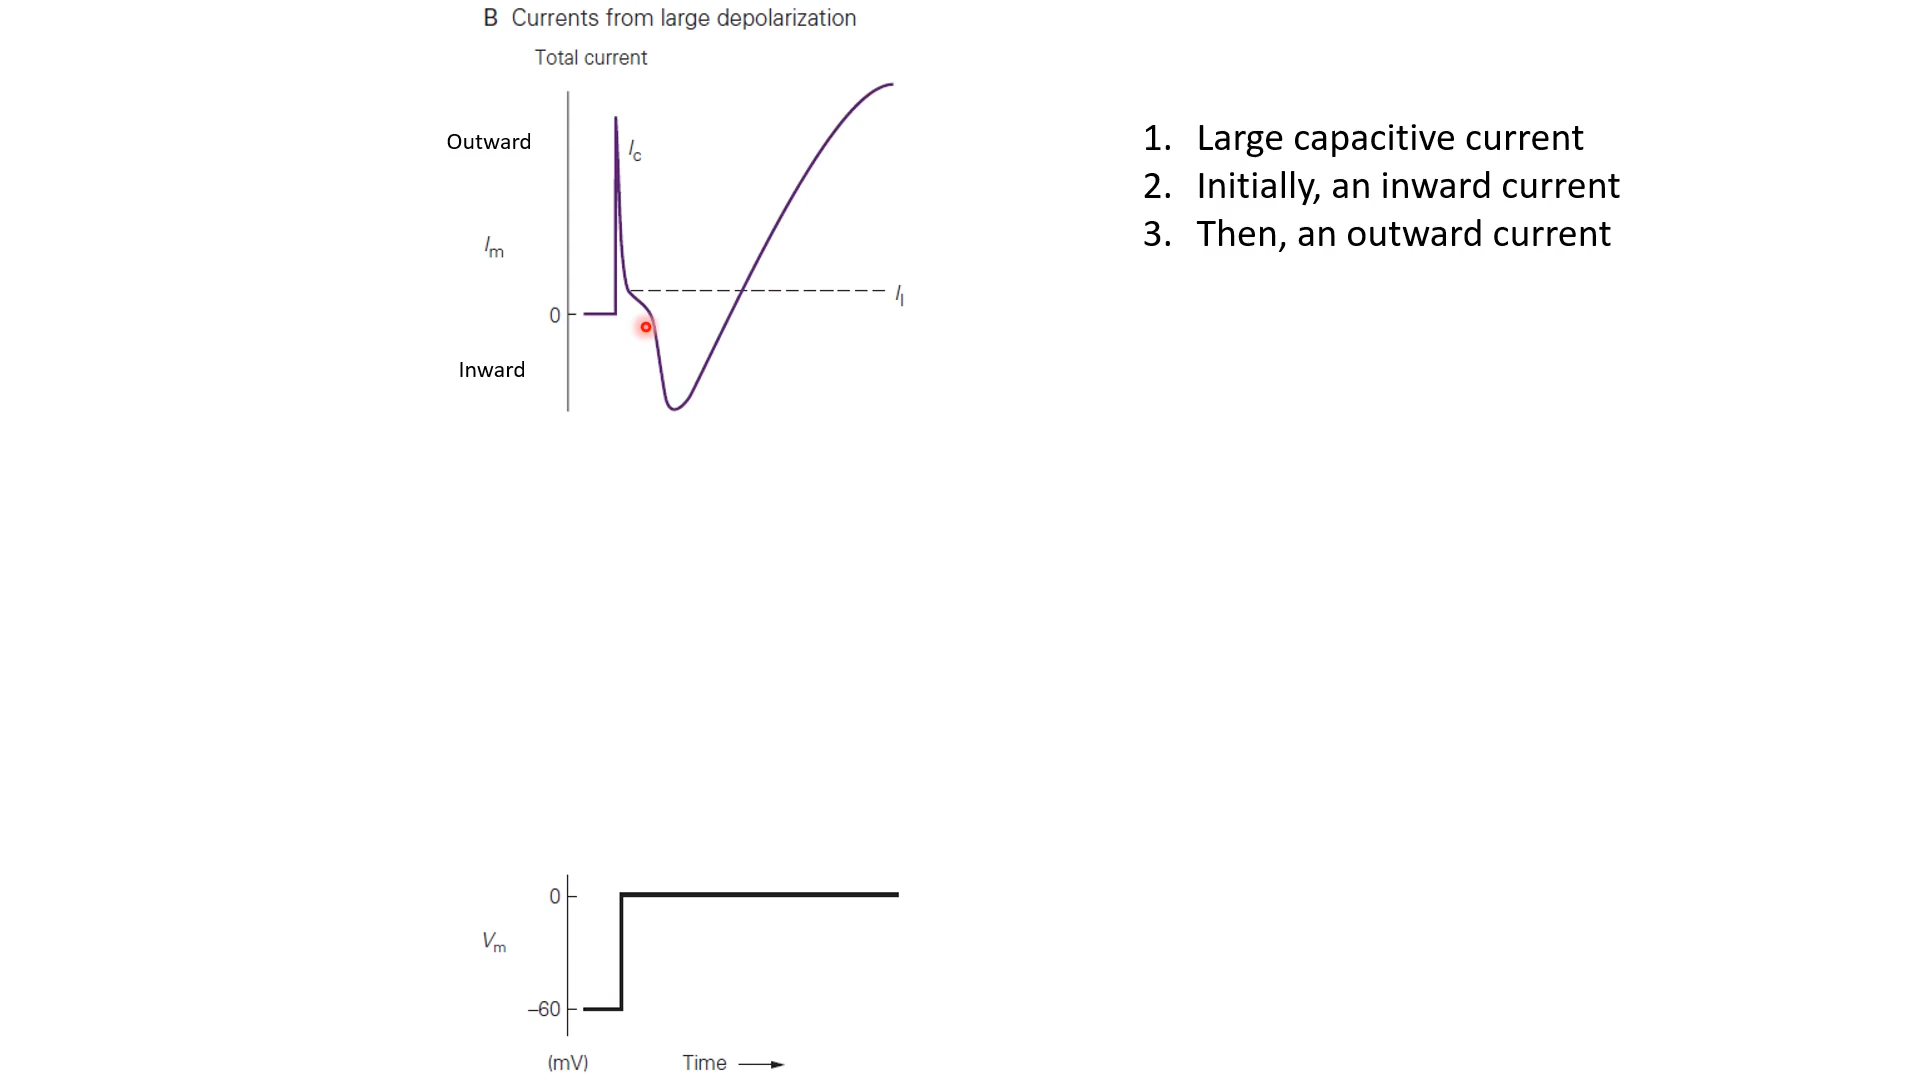 B Currents from large depolarization
Total current
Outward
Ic
Im
Il
0
Inward
1. Large capacitive current
2. Initially, an inward current
3. Then, an outward current
0
Vm
–60
(mV)
Time